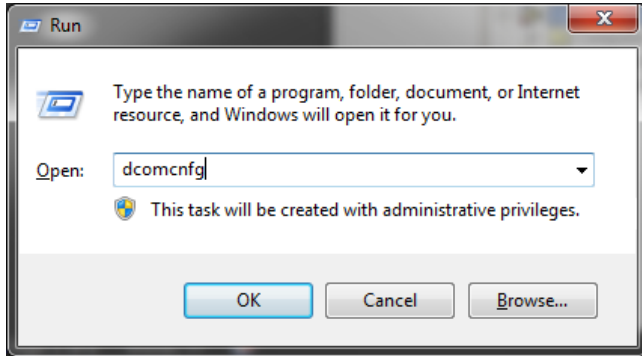 Run
Type the name of a program, folder, document, or Internet
resource, and Windows will open it for you.
Open: dcomcnfg
This task will be created with administrative privileges.
OK Cancel Browse...